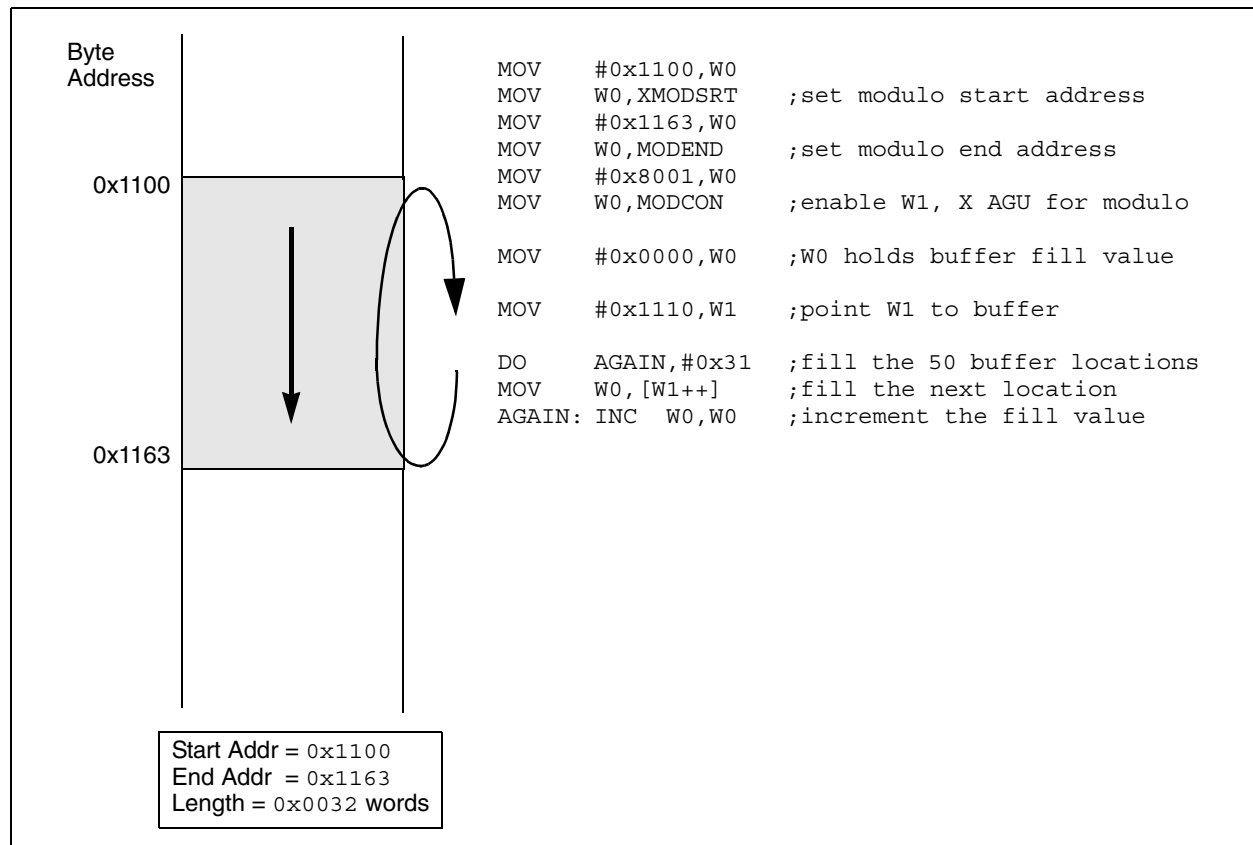 Byte
Address
0x1100
0x1163
MOV #0x1100,W0
MOV W0,XMODSRT ;set modulo start address
MOV #0x1163,W0
MOV W0,MODEND ;set modulo end address
MOV #0x8001,W0
MOV W0,MODCON ;enable W1, X AGU for modulo
MOV #0x0000,W0 ;W0 holds buffer fill value
MOV #0x1110,W1 ;point W1 to buffer
DO AGAIN,#0x31 ;fill the 50 buffer locations
MOV W0,[W1++] ;fill the next location
AGAIN: INC W0,W0 ;increment the fill value
Start Addr = 0x1100
End Addr = 0x1163
Length = 0x0032 words